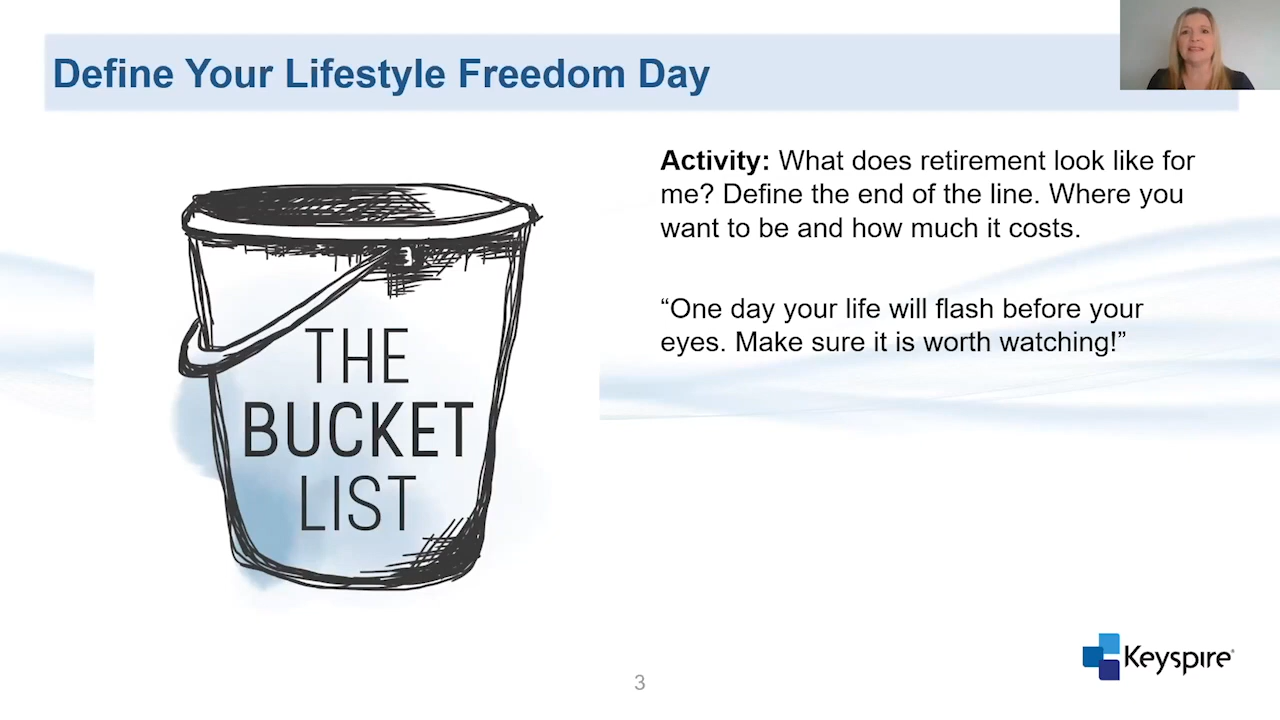 Define Your Lifestyle Freedom Day
THE
BUCKET
LIST
Activity: What does retirement look like for
me? Define the end of the line. Where you
want to be and how much it costs.
“One day your life will flash before your
eyes. Make sure it is worth watching!”
3
Keyspire®